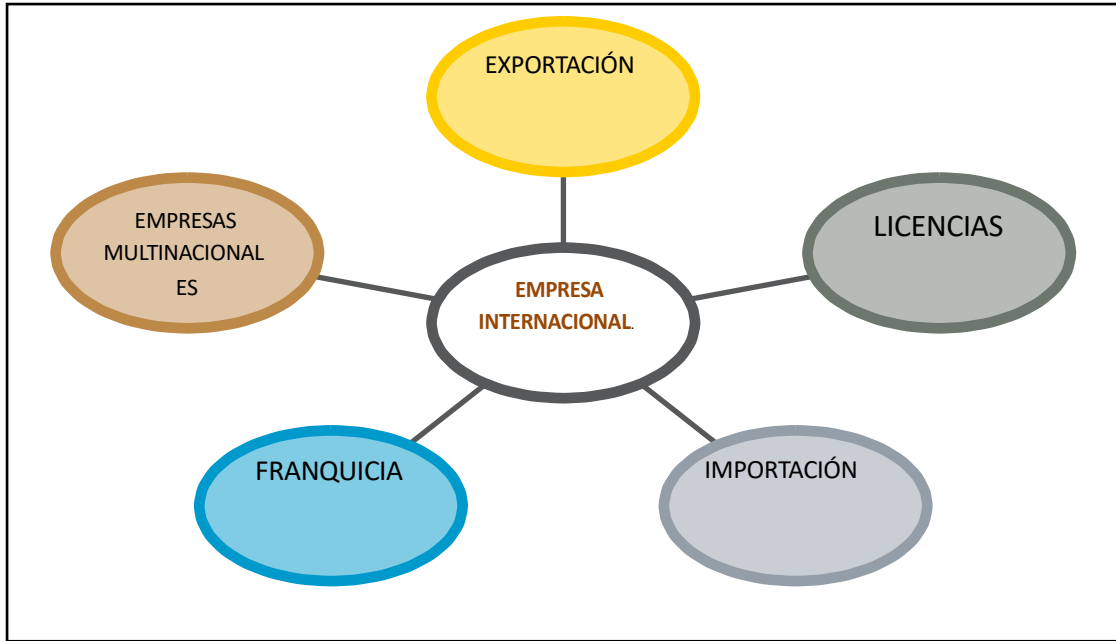 EXPORTACIÓN
EMPRESAS
MULTINACIONAL
ES
LICENCIAS
EMPRESA
INTERNACIONAL.
FRANQUICIA
IMPORTACIÓN